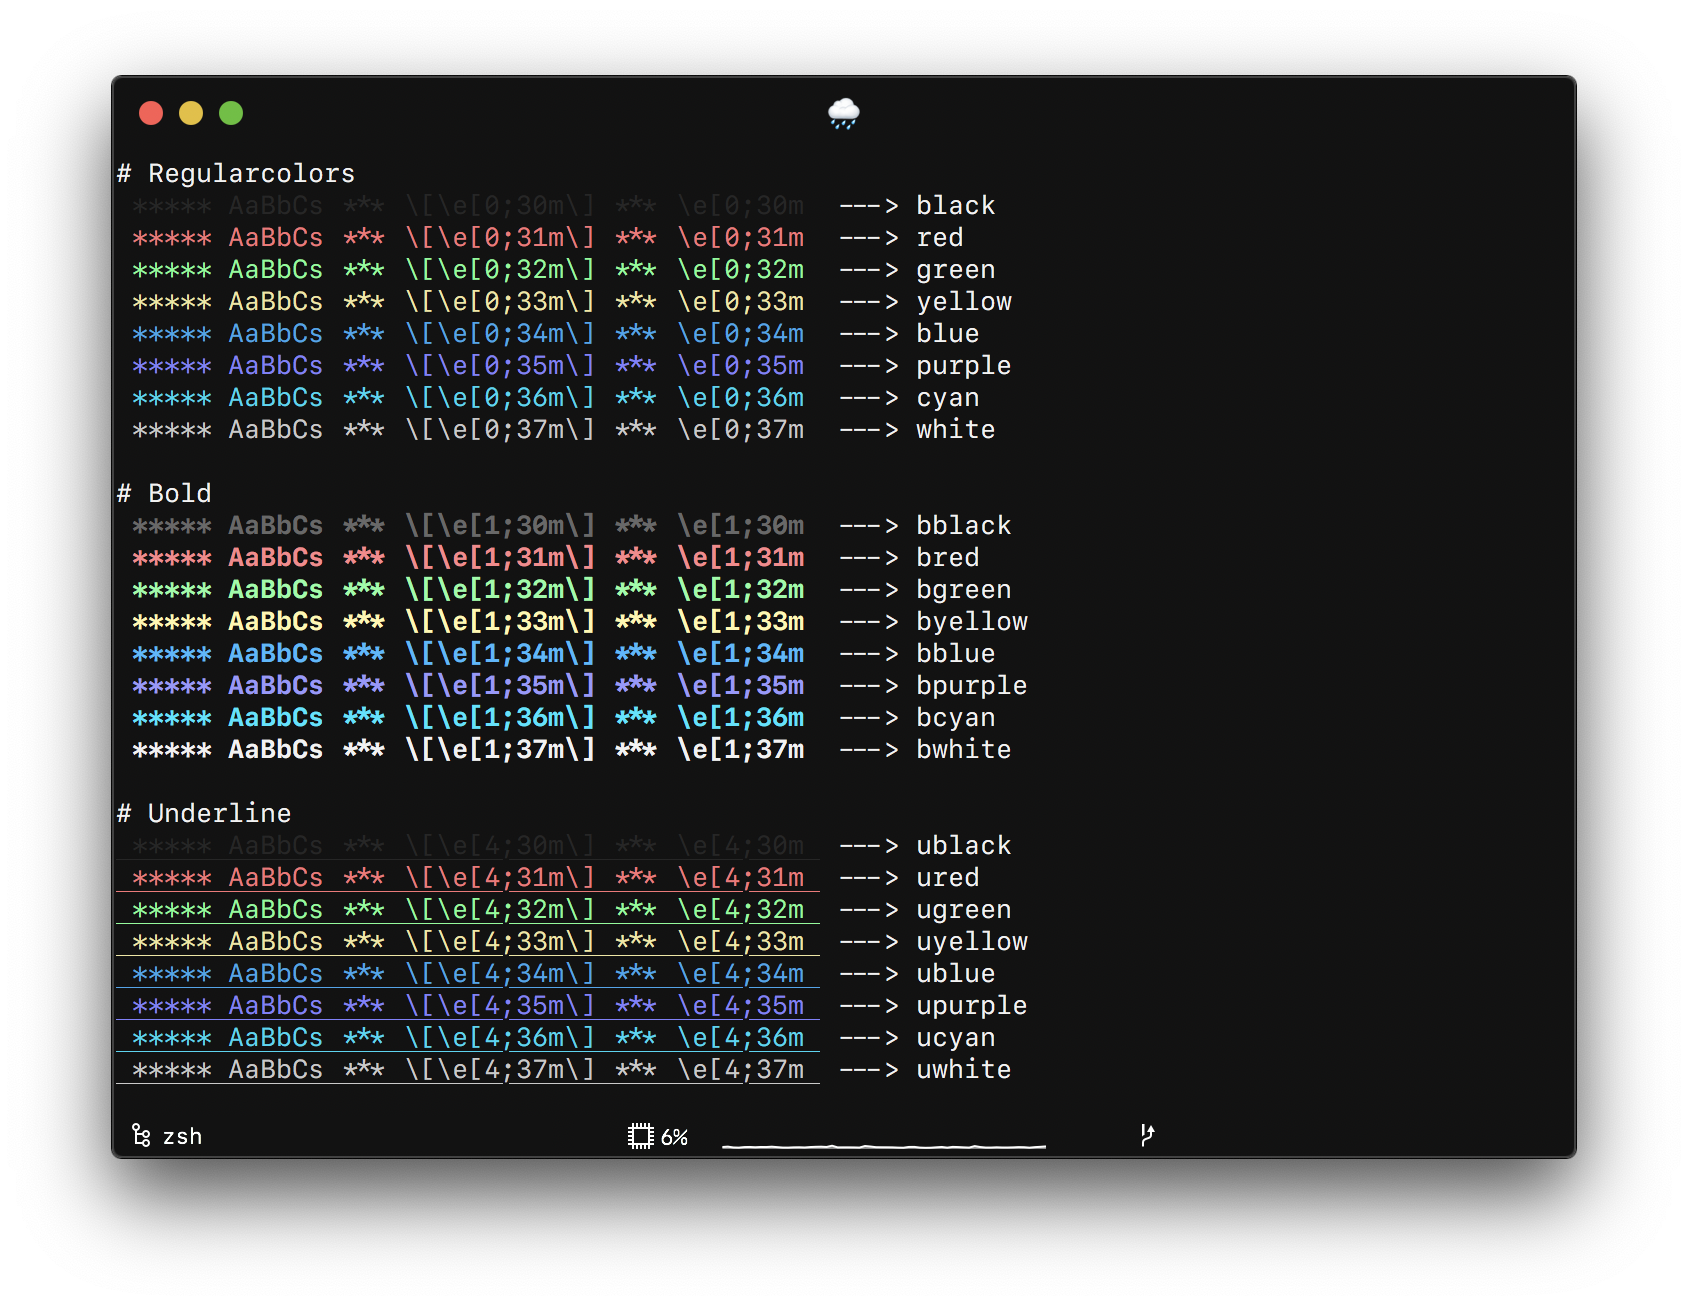 # Regularcolors
***** AaBbCs *** \[\e[0;30m\] *** \e[0;30m ---> black
***** AaBbCs *** \[\e[0;31m\] *** \e[0;31m ---> red
***** AaBbCs *** \[\e[0;32m\] *** \e[0;32m ---> green
***** AaBbCs *** \[\e[0;33m\] *** \e[0;33m ---> yellow
***** AaBbCs *** \[\e[0;34m\] *** \e[0;34m ---> blue
***** AaBbCs *** \[\e[0;35m\] *** \e[0;35m ---> purple
***** AaBbCs *** \[\e[0;36m\] *** \e[0;36m ---> cyan
***** AaBbCs *** \[\e[0;37m\] *** \e[0;37m ---> white
# Bold
***** AaBbCs *** \[\e[1;30m\] *** \e[1;30m ---> bblack
***** AaBbCs *** \[\e[1;31m\] *** \e[1;31m ---> bred
***** AaBbCs *** \[\e[1;32m\] *** \e[1;32m ---> bgreen
***** AaBbCs *** \[\e[1;33m\] *** \e[1;33m ---> byellow
***** AaBbCs *** \[\e[1;34m\] *** \e[1;34m ---> bblue
***** AaBbCs *** \[\e[1;35m\] *** \e[1;35m ---> bpurple
***** AaBbCs *** \[\e[1;36m\] *** \e[1;36m ---> bcyan
***** AaBbCs *** \[\e[1;37m\] *** \e[1;37m ---> bwhite
# Underline
***** AaBbCs *** \[\e[4;30m\] *** \e[4;30m ---> ublack
***** AaBbCs *** \[\e[4;31m\] *** \e[4;31m ---> ured
***** AaBbCs *** \[\e[4;32m\] *** \e[4;32m ---> ugreen
***** AaBbCs *** \[\e[4;33m\] *** \e[4;33m ---> uyellow
***** AaBbCs *** \[\e[4;34m\] *** \e[4;34m ---> ublue
***** AaBbCs *** \[\e[4;35m\] *** \e[4;35m ---> upurple
***** AaBbCs *** \[\e[4;36m\] *** \e[4;36m ---> ucyan
***** AaBbCs *** \[\e[4;37m\] *** \e[4;37m ---> uwhite
zsh 6%